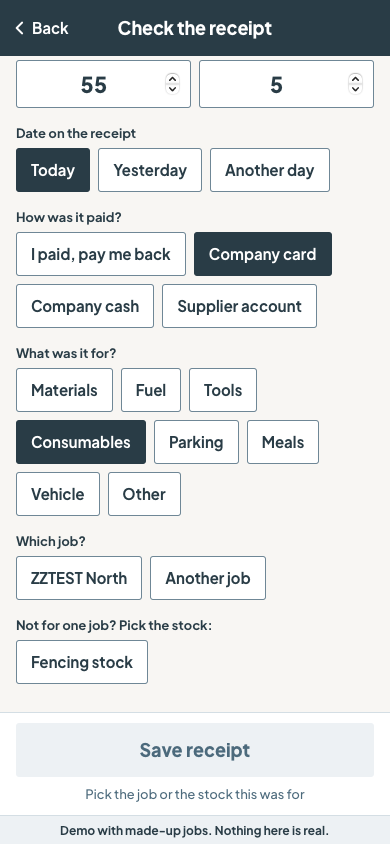 Back Check the receipt
55 5
Date on the receipt
Today Yesterday Another day
How was it paid?
I paid, pay me back Company card
Company cash Supplier account
What was it for?
Materials Fuel Tools
Consumables Parking Meals
Vehicle Other
Which job?
ZZTEST North Another job
Not for one job? Pick the stock:
Fencing stock
Save receipt
Pick the job or the stock this was for
Demo with made-up jobs. Nothing here is real.